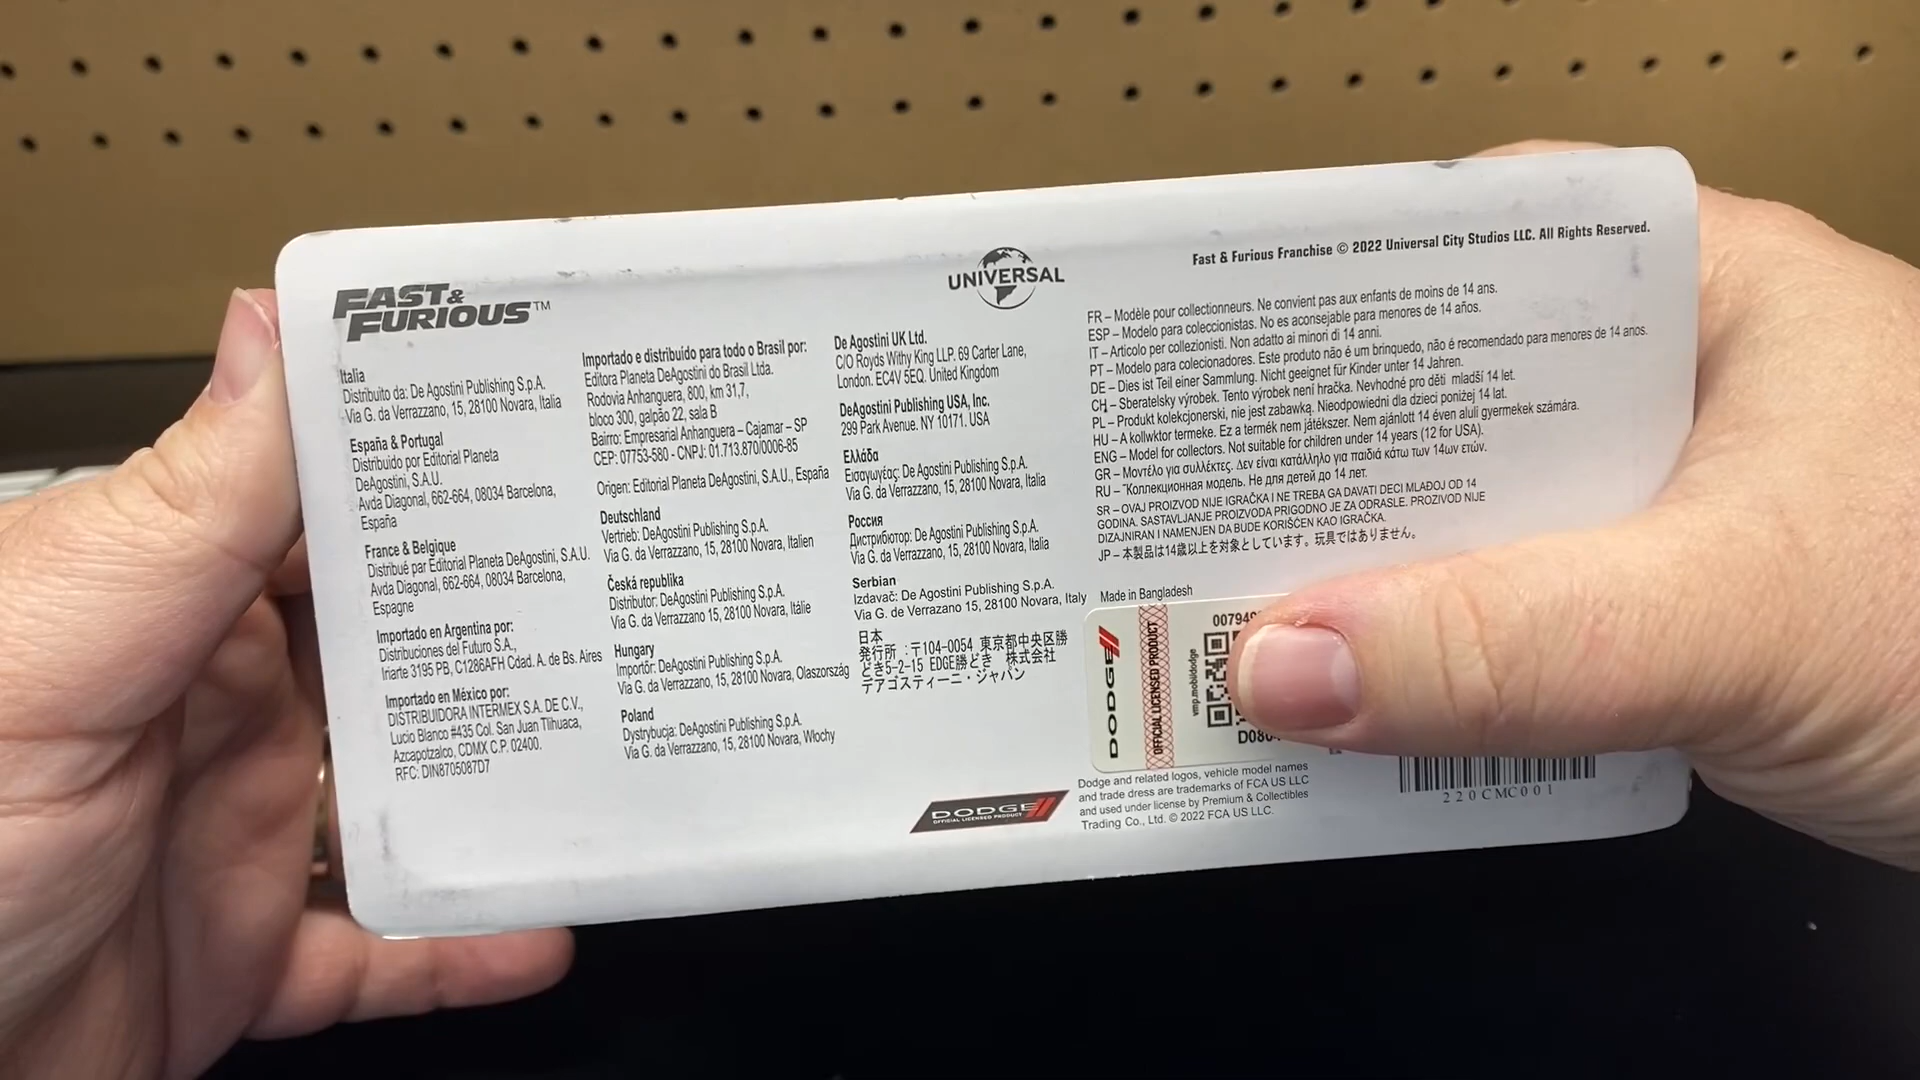 FAST &
FURIOUS™
Italia
Distribuito da: De Agostini Publishing S.p.A.
Via G. da Verrazzano, 15, 28100 Novara, Italia
España & Portugal
Distribuido por Editorial Planeta
DeAgostini, S.A.U.
Avda Diagonal, 662-664, 08034 Barcelona,
España
France & Belgique
Distribué par Editorial Planeta DeAgostini, S.A.U.
Avda Diagonal, 662-664, 08034 Barcelona,
Espagne
Importado en Argentina por:
Distribuciones del Futuro S.A.,
Iriarte 3195 PB, C1286AFH Cdad. A. de Bs. Aires
Importado en México por:
DISTRIBUIDORA INTERMEX S.A. DE C.V.,
Lucio Blanco #435 Col. San Juan Tlihuaca,
Azcapotzalco, CDMX C.P. 02400.
RFC: DIN8705087D7
Importado e distribuído para todo o Brasil por:
Editora Planeta DeAgostini do Brasil Ltda.
Rodovia Anhanguera, 800, km 31,7,
bloco 300, galpão 22, sala B
Bairro: Empresarial Anhanguera – Cajamar – SP
CEP: 07753-580 - CNPJ: 01.713.870/0006-85
Origen: Editorial Planeta DeAgostini, S.A.U., España
Deutschland
Vertrieb: DeAgostini Publishing S.p.A.
Via G. da Verrazzano, 15, 28100 Novara, Italien
Česká republika
Distributor: DeAgostini Publishing S.p.A.
Via G. da Verrazzano 15, 28100 Novara, Itálie
Hungary
Importőr: DeAgostini Publishing S.p.A.
Via G. da Verrazzano, 15, 28100 Novara, Olaszország
Poland
Dystrybucja: DeAgostini Publishing S.p.A.
Via G. da Verrazzano, 15, 28100 Novara, Włochy
UNIVERSAL
De Agostini UK Ltd.
C/O Royds Withy King LLP, 69 Carter Lane,
London. EC4V 5EQ. United Kingdom
DeAgostini Publishing USA, Inc.
299 Park Avenue. NY 10171. USA
Ελλάδα
Εισαγωγέας: De Agostini Publishing S.p.A.
Via G. da Verrazzano, 15, 28100 Novara, Italia
Россия
Дистрибютор: De Agostini Publishing S.p.A.
Via G. da Verrazzano, 15, 28100 Novara, Italia
Serbian
Izdavač: De Agostini Publishing S.p.A.
Via G. de Verrazano 15, 28100 Novara, Italy
日本
発行所 :〒104-0054 東京都中央区勝
どき5-2-15 EDGE勝どき 株式会社
デアゴスティーニ・ジャパン
Fast & Furious Franchise © 2022 Universal City Studios LLC. All Rights Reserved.
FR – Modèle pour collectionneurs. Ne convient pas aux enfants de moins de 14 ans.
ESP – Modelo para coleccionistas. No es aconsejable para menores de 14 años.
IT – Articolo per collezionisti. Non adatto ai minori di 14 anni.
PT – Modelo para colecionadores. Este produto não é um brinquedo, não é recomendado para menores de 14 anos.
DE – Dies ist Teil einer Sammlung. Nicht geeignet für Kinder unter 14 Jahren.
CH – Sberatelsky výrobek. Tento výrobek není hračka. Nevhodné pro děti mladší 14 let.
PL – Produkt kolekcjonerski, nie jest zabawką. Nieodpowiedni dla dzieci poniżej 14 lat.
HU – A kollwktor termeke. Ez a termék nem játékszer. Nem ajánlott 14 éven aluli gyermekek számára.
ENG – Model for collectors. Not suitable for children under 14 years (12 for USA).
GR – Μοντέλο για συλλέκτες. Δεν είναι κατάλληλο για παιδιά κάτω των 14ων ετών.
RU – "Коллекционная модель. Не для детей до 14 лет.
SR – OVAJ PROIZVOD NIJE IGRAČKA I NE TREBA GA DAVATI DECI MLAĐOJ OD 14
GODINA. SASTAVLJANJE PROIZVODA PRIGODNO JE ZA ODRASLE. PROZIVOD NIJE
DIZAJNIRAN I NAMENJEN DA BUDE KORIŠĆEN KAO IGRAČKA.
JP – 本製品は14歳以上を対象としています。玩具ではありません。
Made in Bangladesh
DODGE
OFFICIAL LICENSED PRODUCT
vmp.mobi/dodge
00794
D080
DODGE
OFFICIAL LICENSED PRODUCT
Dodge and related logos, vehicle model names
and trade dress are trademarks of FCA US LLC
and used under license by Premium & Collectibles
Trading Co., Ltd. © 2022 FCA US LLC.
220CMC001